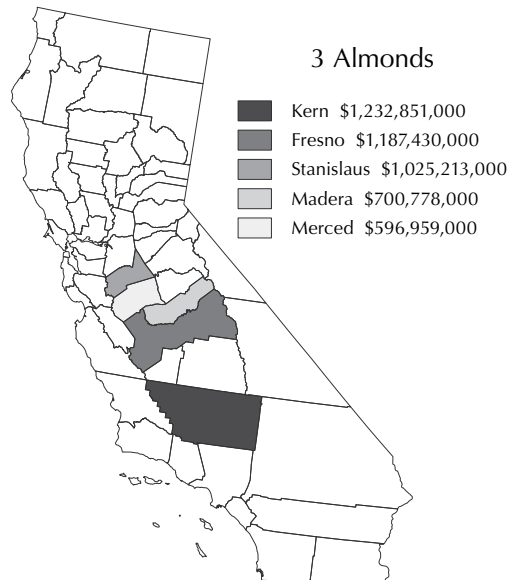 3 Almonds
Kern $1,232,851,000
Fresno $1,187,430,000
Stanislaus $1,025,213,000
Madera $700,778,000
Merced $596,959,000